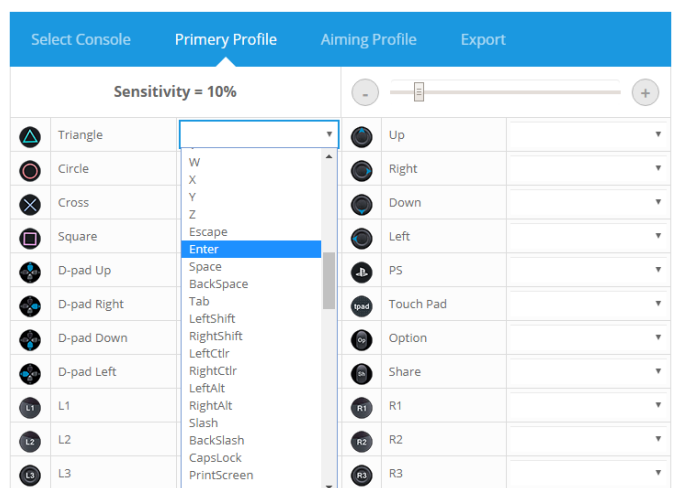 Select Console Primery Profile Aiming Profile Export
Sensitivity = 10% - +
Triangle Up
W
Circle Right
X
Y
Cross Down
Z
Escape
Square Left
Enter
D-pad Up Space PS
BackSpace
D-pad Right Tab tpad Touch Pad
LeftShift
D-pad Down RightShift Op Option
LeftCtlr
D-pad Left RightCtlr Sh Share
LeftAlt
L1 L1 RightAlt R1 R1
Slash
L2 L2 BackSlash R2 R2
CapsLock
L3 L3 PrintScreen R3 R3